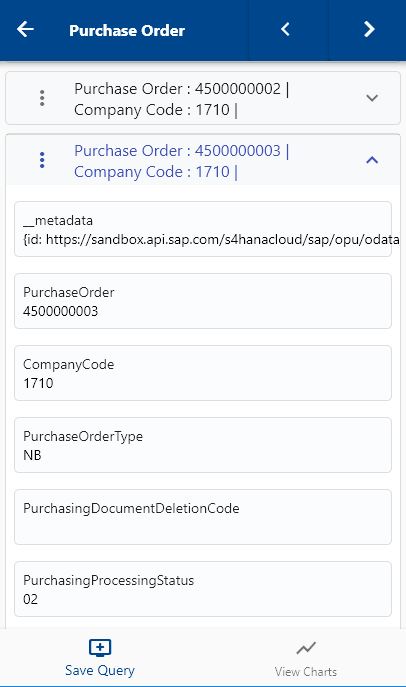 Purchase Order
Purchase Order : 4500000002 |
Company Code : 1710 |
Purchase Order : 4500000003 |
Company Code : 1710 |
__metadata
{id: https://sandbox.api.sap.com/s4hanacloud/sap/opu/odata
PurchaseOrder
4500000003
CompanyCode
1710
PurchaseOrderType
NB
PurchasingDocumentDeletionCode
PurchasingProcessingStatus
02
Save Query
View Charts